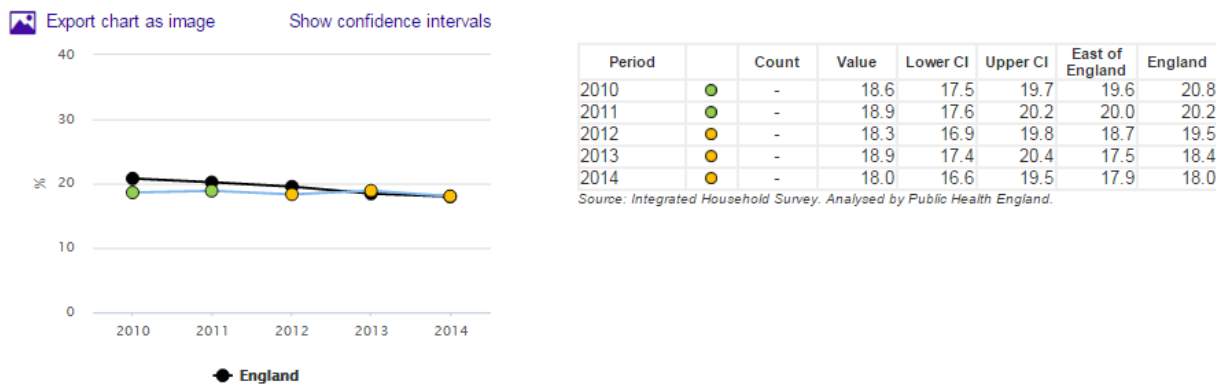 Export chart as image Show confidence intervals
40
30
20
10
0
%
2010 2011 2012 2013 2014
England
Period Count Value Lower CI Upper CI East of England England
2010 - 18.6 17.5 19.7 19.6 20.8
2011 - 18.9 17.6 20.2 20.0 20.2
2012 - 18.3 16.9 19.8 18.7 19.5
2013 - 18.9 17.4 20.4 17.5 18.4
2014 - 18.0 16.6 19.5 17.9 18.0
Source: Integrated Household Survey. Analysed by Public Health England.